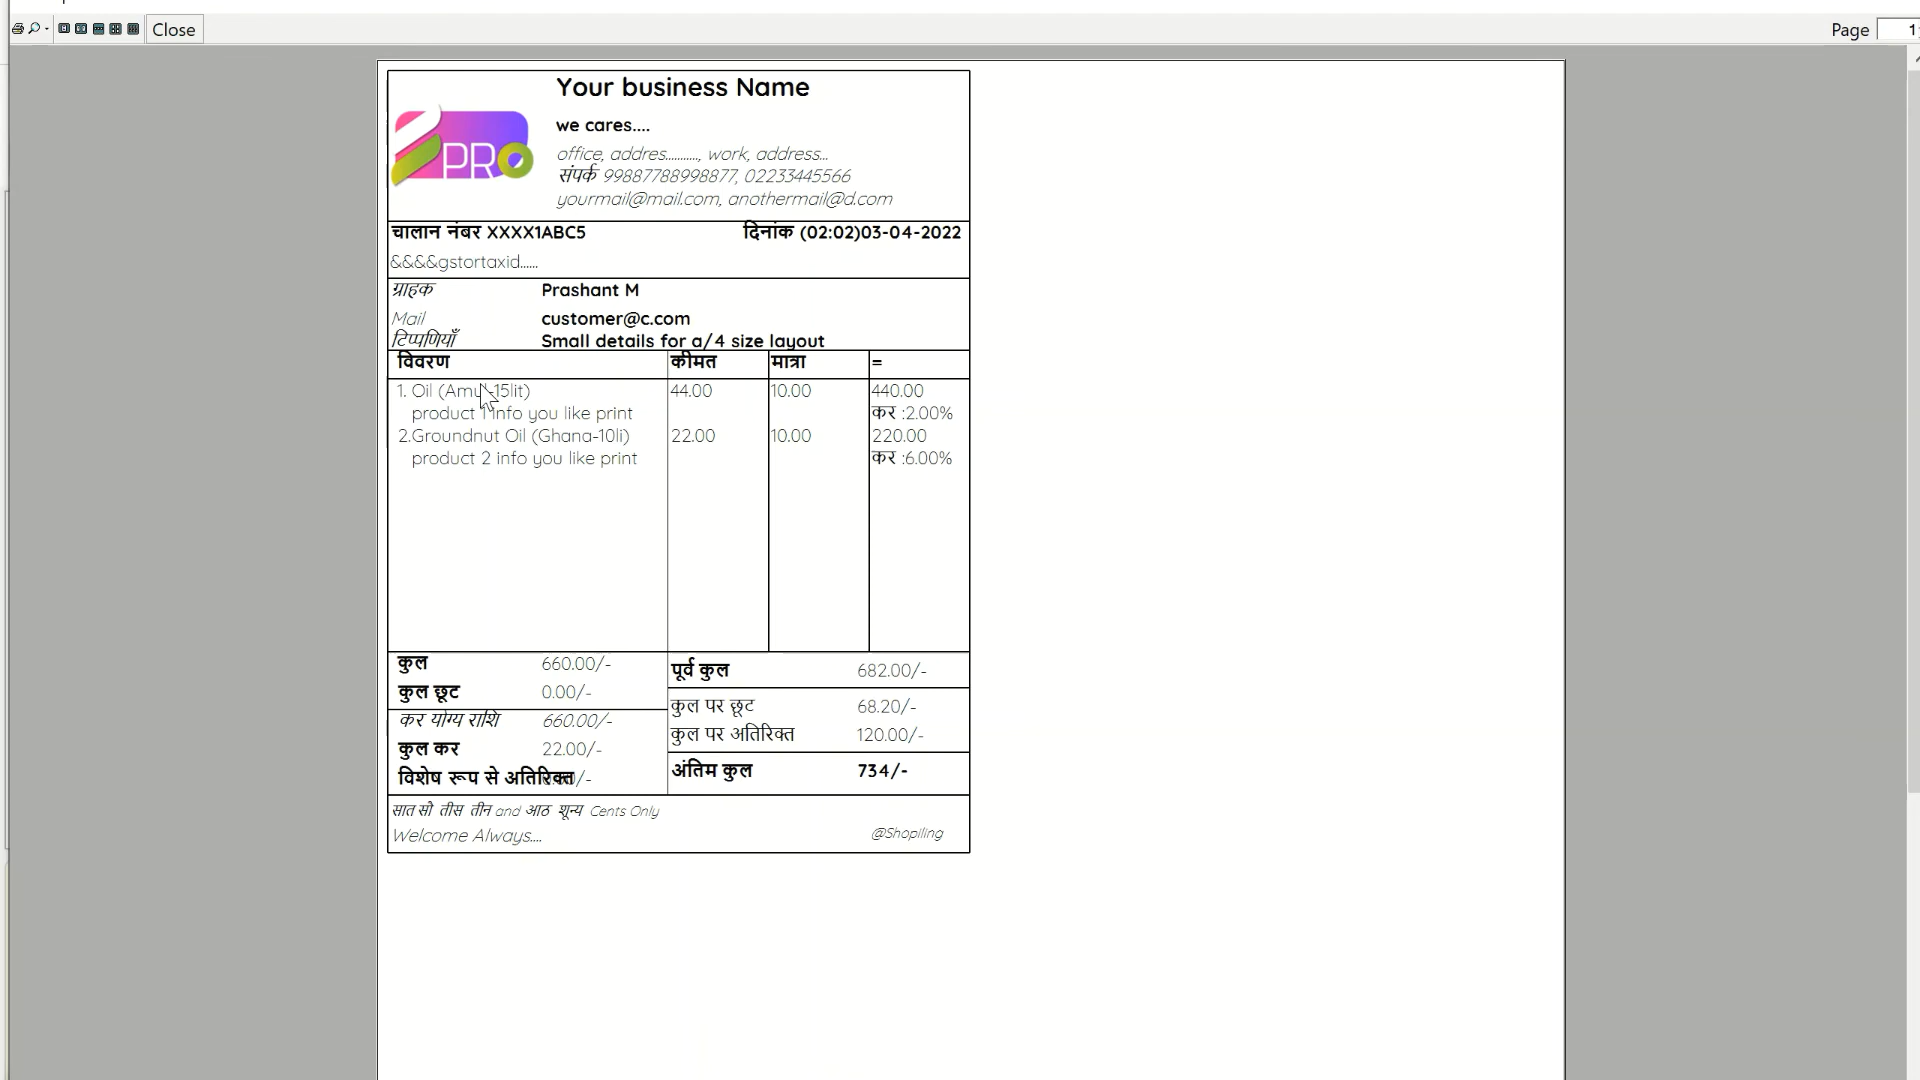 Close
Page 1
Your business Name
PRO
we cares....
office, addres..........., work, address...
संपर्क 99887788998877, 02233445566
yourmail@mail.com, anothermail@d.com
चालान नंबर XXXX1ABC5 दिनांक (02:02)03-04-2022
&&&&gstortaxid......
ग्राहक Prashant M
Mail customer@c.com
टिप्पणियाँ Small details for a/4 size layout
विवरण कीमत मात्रा =
1. Oil (Amul-15lit) 44.00 10.00 440.00
product 1 info you like print कर :2.00%
2.Groundnut Oil (Ghana-10li) 22.00 10.00 220.00
product 2 info you like print कर :6.00%
कुल 660.00/- पूर्व कुल 682.00/-
कुल छूट 0.00/- कुल पर छूट 68.20/-
कर योग्य राशि 660.00/- कुल पर अतिरिक्त 120.00/-
कुल कर 22.00/- अंतिम कुल 734/-
विशेष रूप से अतिरिक्त /-
सात सो तीस तीन and आठ शून्य Cents Only
Welcome Always.... @Shopiling